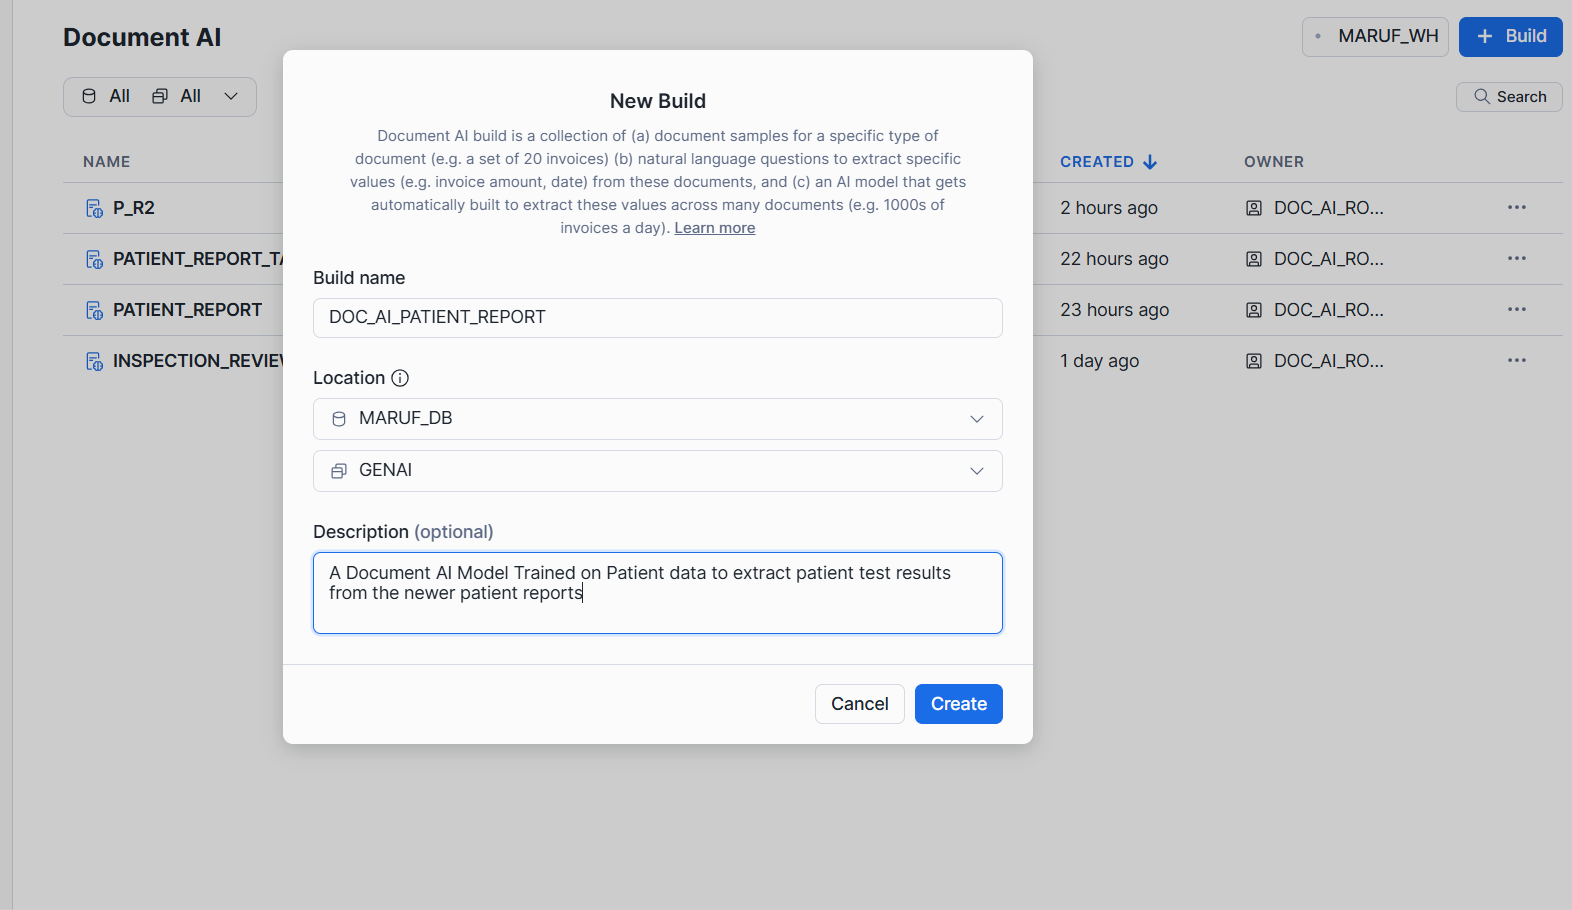 Document AI
MARUF_WH
+ Build
All All
Search
New Build
Document AI build is a collection of (a) document samples for a specific type of
document (e.g. a set of 20 invoices) (b) natural language questions to extract specific
values (e.g. invoice amount, date) from these documents, and (c) an AI model that gets
automatically built to extract these values across many documents (e.g. 1000s of
invoices a day). Learn more
Build name
DOC_AI_PATIENT_REPORT
Location
MARUF_DB
GENAI
Description (optional)
A Document AI Model Trained on Patient data to extract patient test results
from the newer patient reports
Cancel Create
NAME CREATED OWNER
P_R2 2 hours ago DOC_AI_RO...
PATIENT_REPORT_TA 22 hours ago DOC_AI_RO...
PATIENT_REPORT 23 hours ago DOC_AI_RO...
INSPECTION_REVIEW 1 day ago DOC_AI_RO...